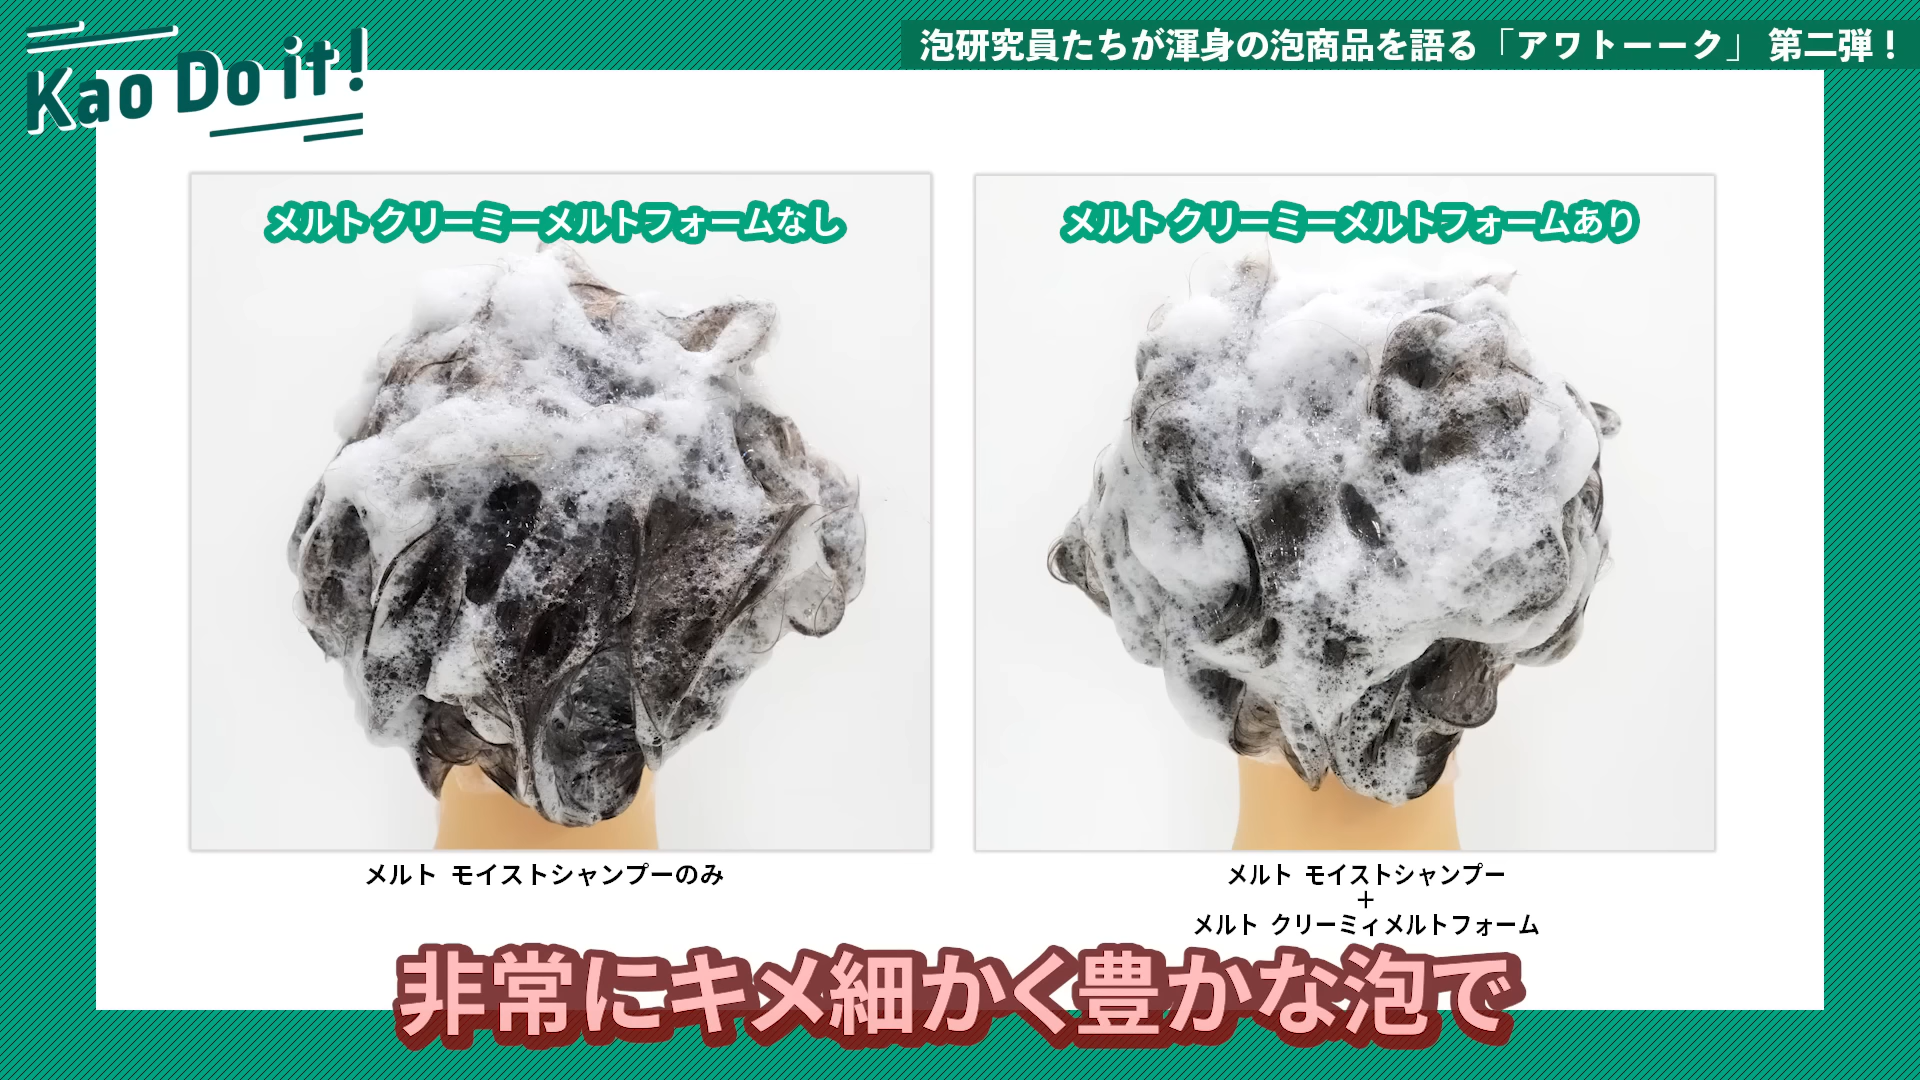 Kao Do it!
泡研究員たちが渾身の泡商品を語る「アワトーーク」 第二弾！
メルト クリーミーメルトフォームなし
メルト クリーミーメルトフォームあり
メルト モイストシャンプーのみ
メルト モイストシャンプー
+
メルト クリーミィメルトフォーム
非常にキメ細かく豊かな泡で